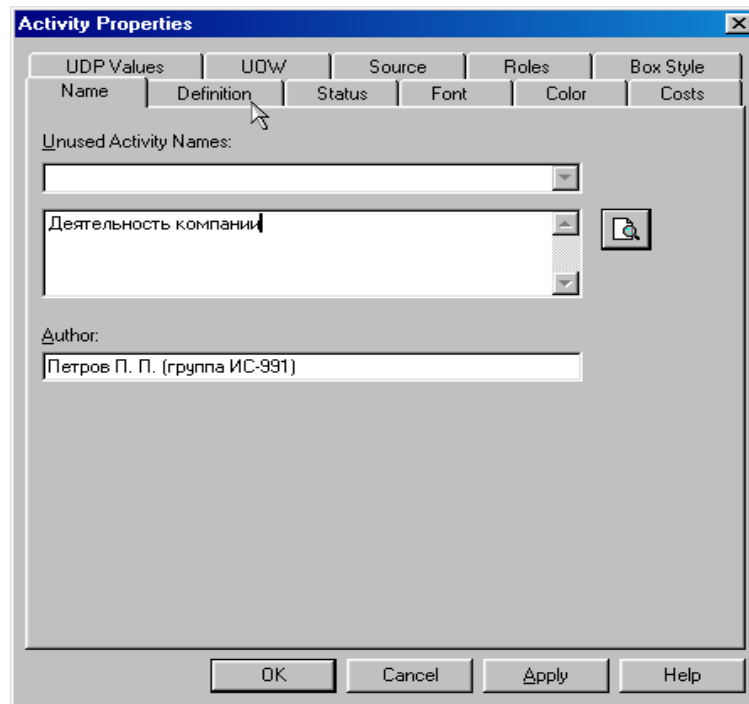 Activity Properties
UDP Values UOW Source Roles Box Style
Name Definition Status Font Color Costs
Unused Activity Names:
Деятельность компании
Author:
Петров П. П. (группа ИС-991)
OK Cancel Apply Help